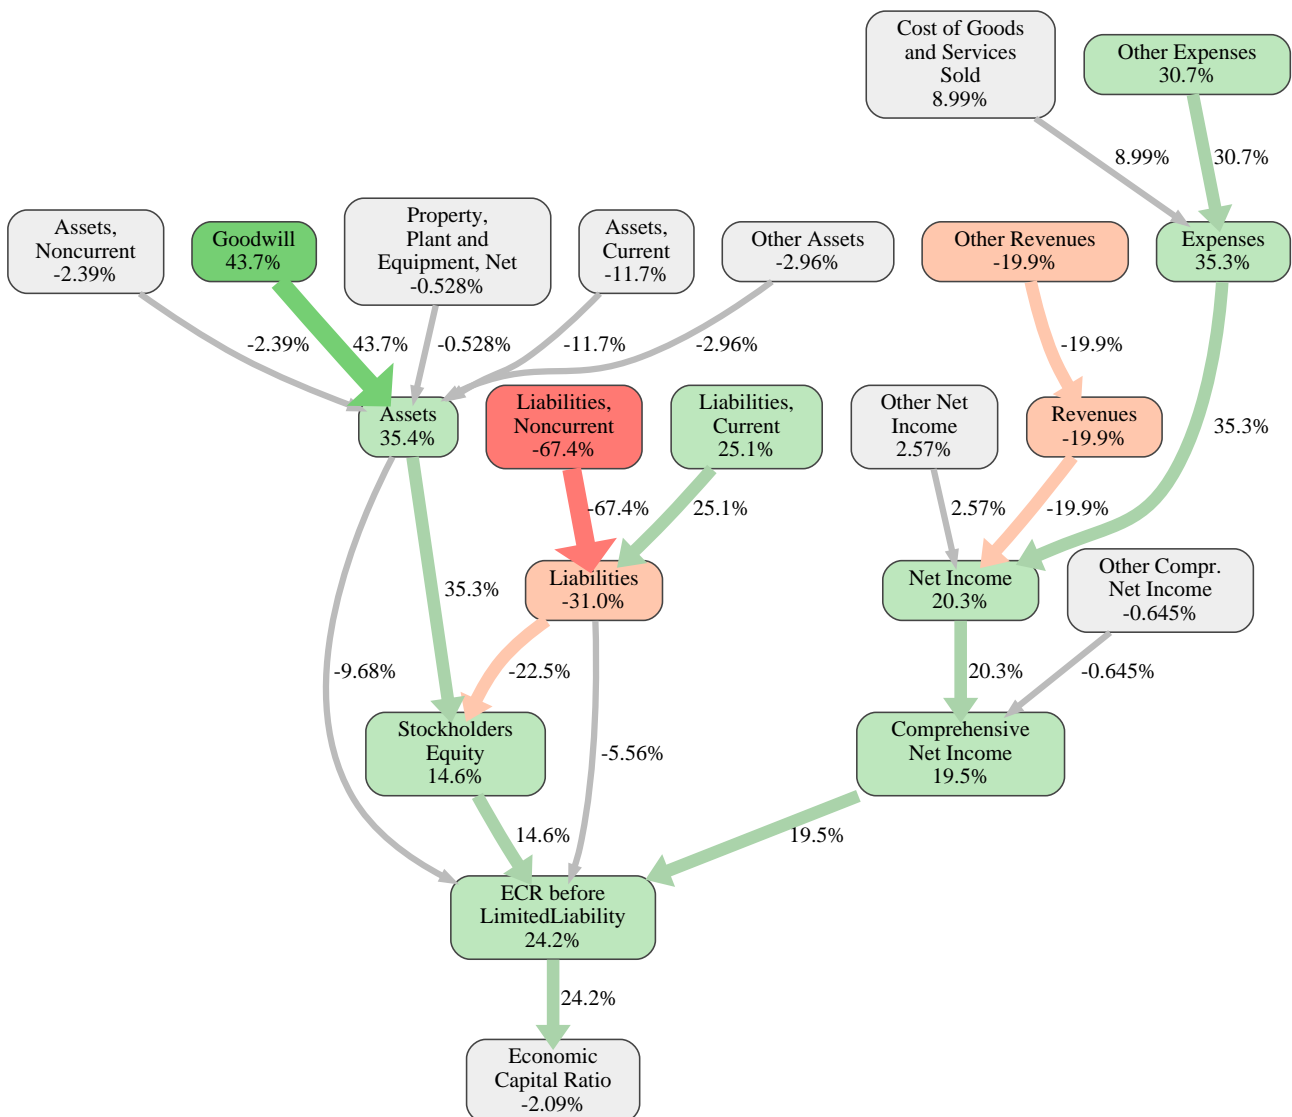 Cost of Goods
and Services
Sold
8.99%
Other Expenses
30.7%
8.99%
30.7%
Assets,
Noncurrent
-2.39%
Goodwill
43.7%
Property,
Plant and
Equipment, Net
-0.528%
Assets,
Current
-11.7%
Other Assets
-2.96%
Other Revenues
-19.9%
Expenses
35.3%
-2.39%
43.7%
-0.528%
-11.7%
-2.96%
-19.9%
Assets
35.4%
Liabilities,
Noncurrent
-67.4%
Liabilities,
Current
25.1%
Other Net
Income
2.57%
Revenues
-19.9%
35.3%
-67.4%
25.1%
2.57%
-19.9%
35.3%
Liabilities
-31.0%
Net Income
20.3%
Other Compr.
Net Income
-0.645%
-9.68%
-22.5%
20.3%
-0.645%
Stockholders
Equity
14.6%
-5.56%
Comprehensive
Net Income
19.5%
14.6%
19.5%
ECR before
LimitedLiability
24.2%
24.2%
Economic
Capital Ratio
-2.09%